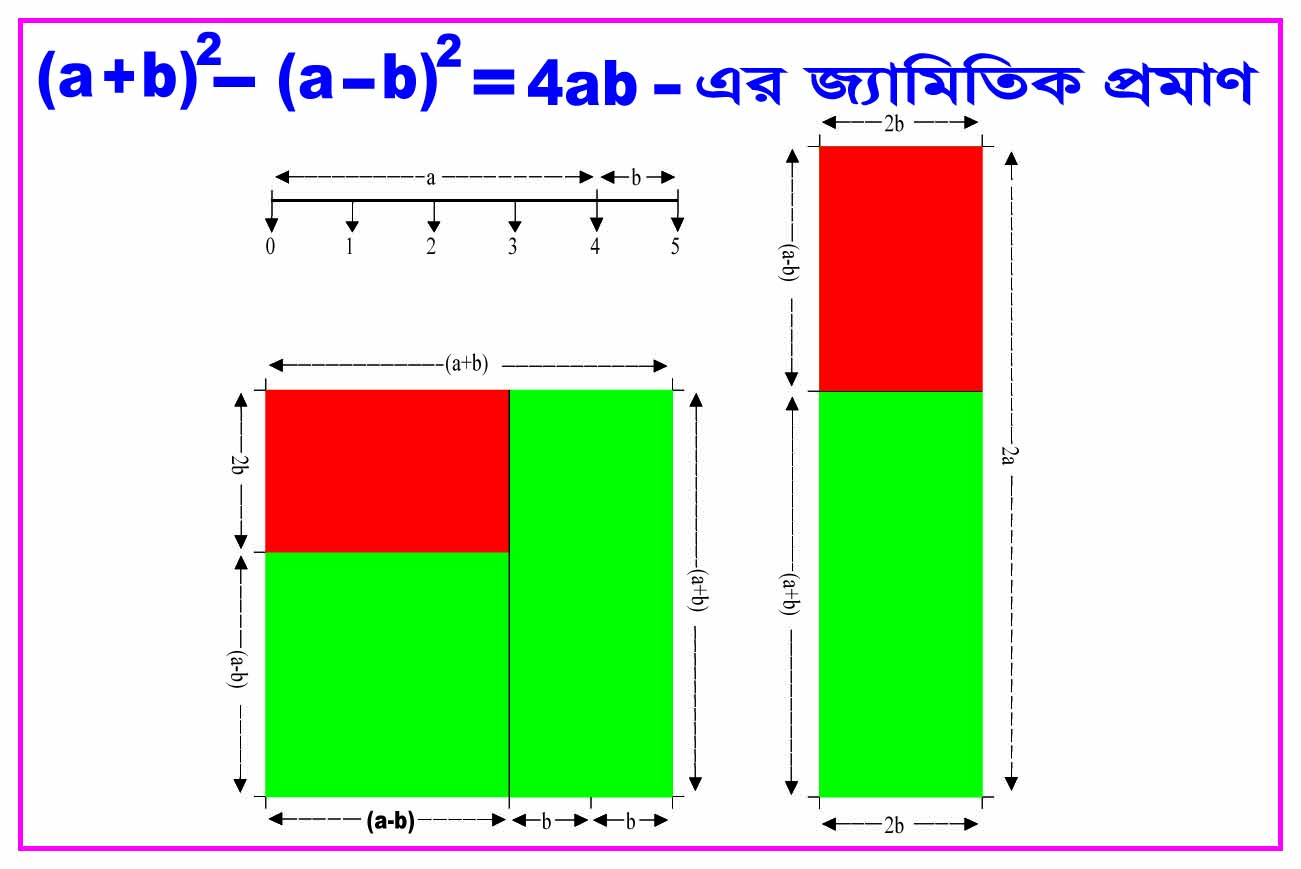 (a+b)² – (a – b)² = 4ab – এর জ্যামিতিক প্রমাণ
2b
a b
0 1 2 3 4 5
(a-b)
(a+b)
2b
2a
(a-b)
(a+b)
(a+b)
(a-b) b b
2b